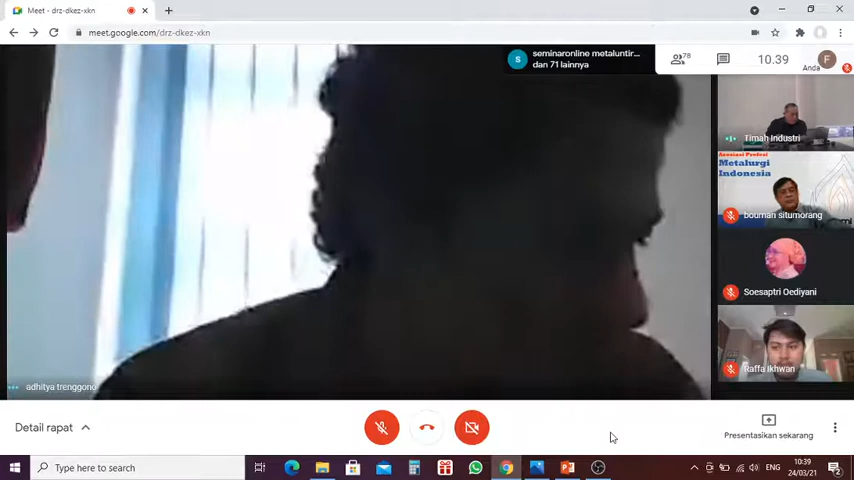 Meet - drz-dkez-xkn
meet.google.com/drz-dkez-xkn
S
seminaronline metaluntir...
dan 71 lainnya
78
10.39
F
Anda
Timah Industri
Asosiasi Profesi
Metalurgi
Indonesia
bouman situmorang
Soesaptri Oediyani
Raffa Ikhwan
adhitya trenggono
Detail rapat
Presentasikan sekarang
Type here to search
ENG
10:39
24/03/21
2